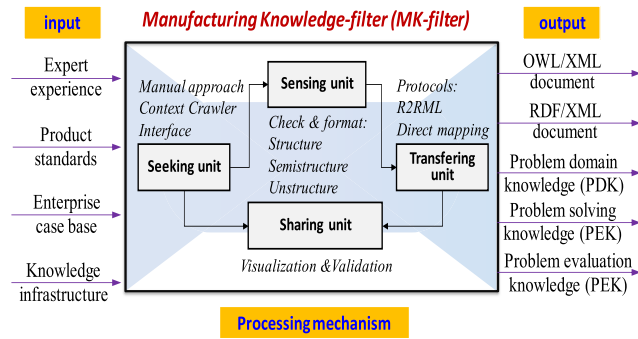 input
Manufacturing Knowledge-filter (MK-filter)
output
Expert
experience
Product
standards
Enterprise
case base
Knowledge
infrastructure
Manual approach
Context Crawler
Interface
Seeking unit
Sensing unit
Check & format:
Structure
Semistructure
Unstructure
Protocols:
R2RML
Direct mapping
Transfering
unit
Sharing unit
Visualization &Validation
OWL/XML
document
RDF/XML
document
Problem domain
knowledge (PDK)
Problem solving
knowledge (PEK)
Problem evaluation
knowledge (PEK)
Processing mechanism